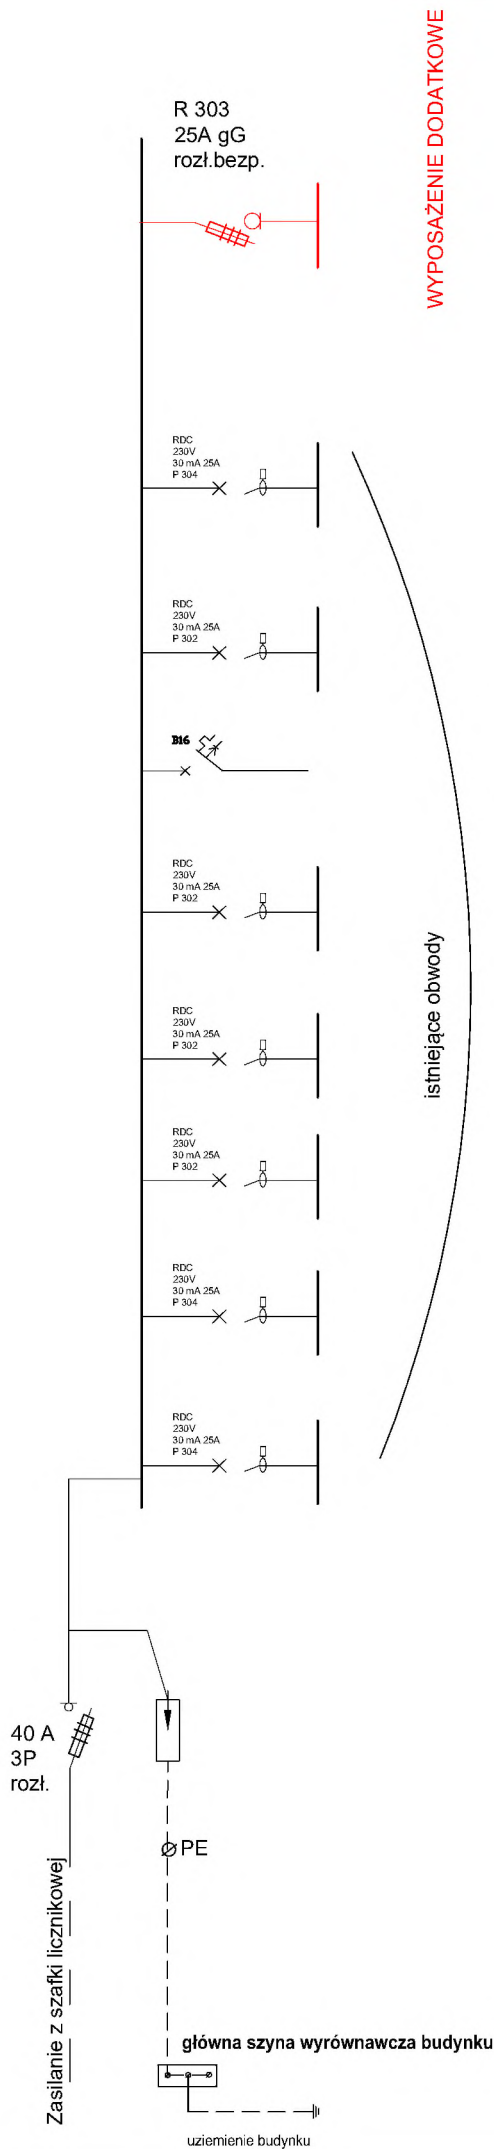 WYPOSAŻENIE DODATKOWE
R 303
25A gG
rozł.bezp.
RDC
230V
30 mA 25A
P 304
RDC
230V
30 mA 25A
P 302
B16
RDC
230V
30 mA 25A
P 302
istniejące obwody
RDC
230V
30 mA 25A
P 302
RDC
230V
30 mA 25A
P 302
RDC
230V
30 mA 25A
P 304
RDC
230V
30 mA 25A
P 304
40 A
3P
rozł.
PE
Zasilanie z szafki licznikowej
główna szyna wyrównawcza budynku
uziemienie budynku